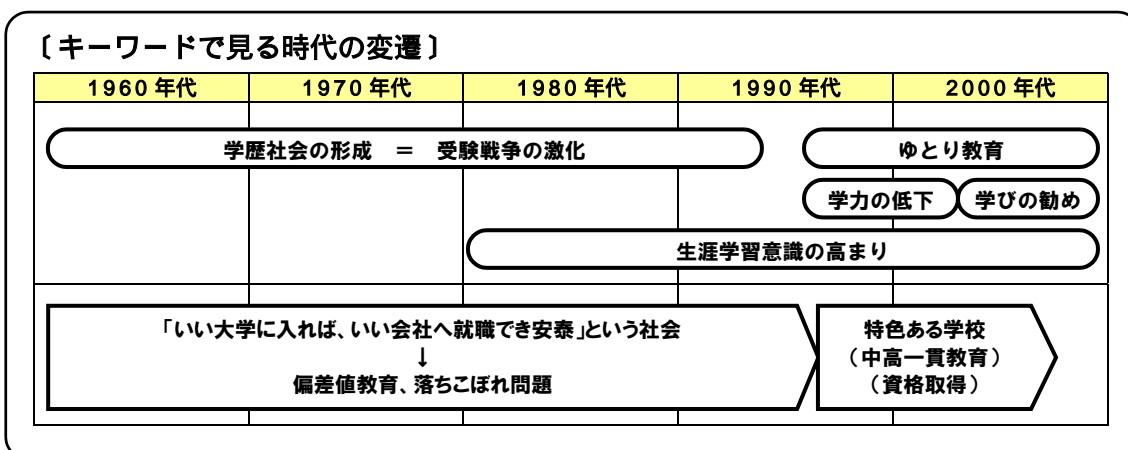 〔キーワードで見る時代の変遷〕
1960年代 1970年代 1980年代 1990年代 2000年代
学歴社会の形成 = 受験戦争の激化
ゆとり教育
学力の低下
学びの勧め
生涯学習意識の高まり
「いい大学に入れば、いい会社へ就職でき安泰」という社会
↓
偏差値教育、落ちこぼれ問題
特色ある学校
(中高一貫教育)
(資格取得)